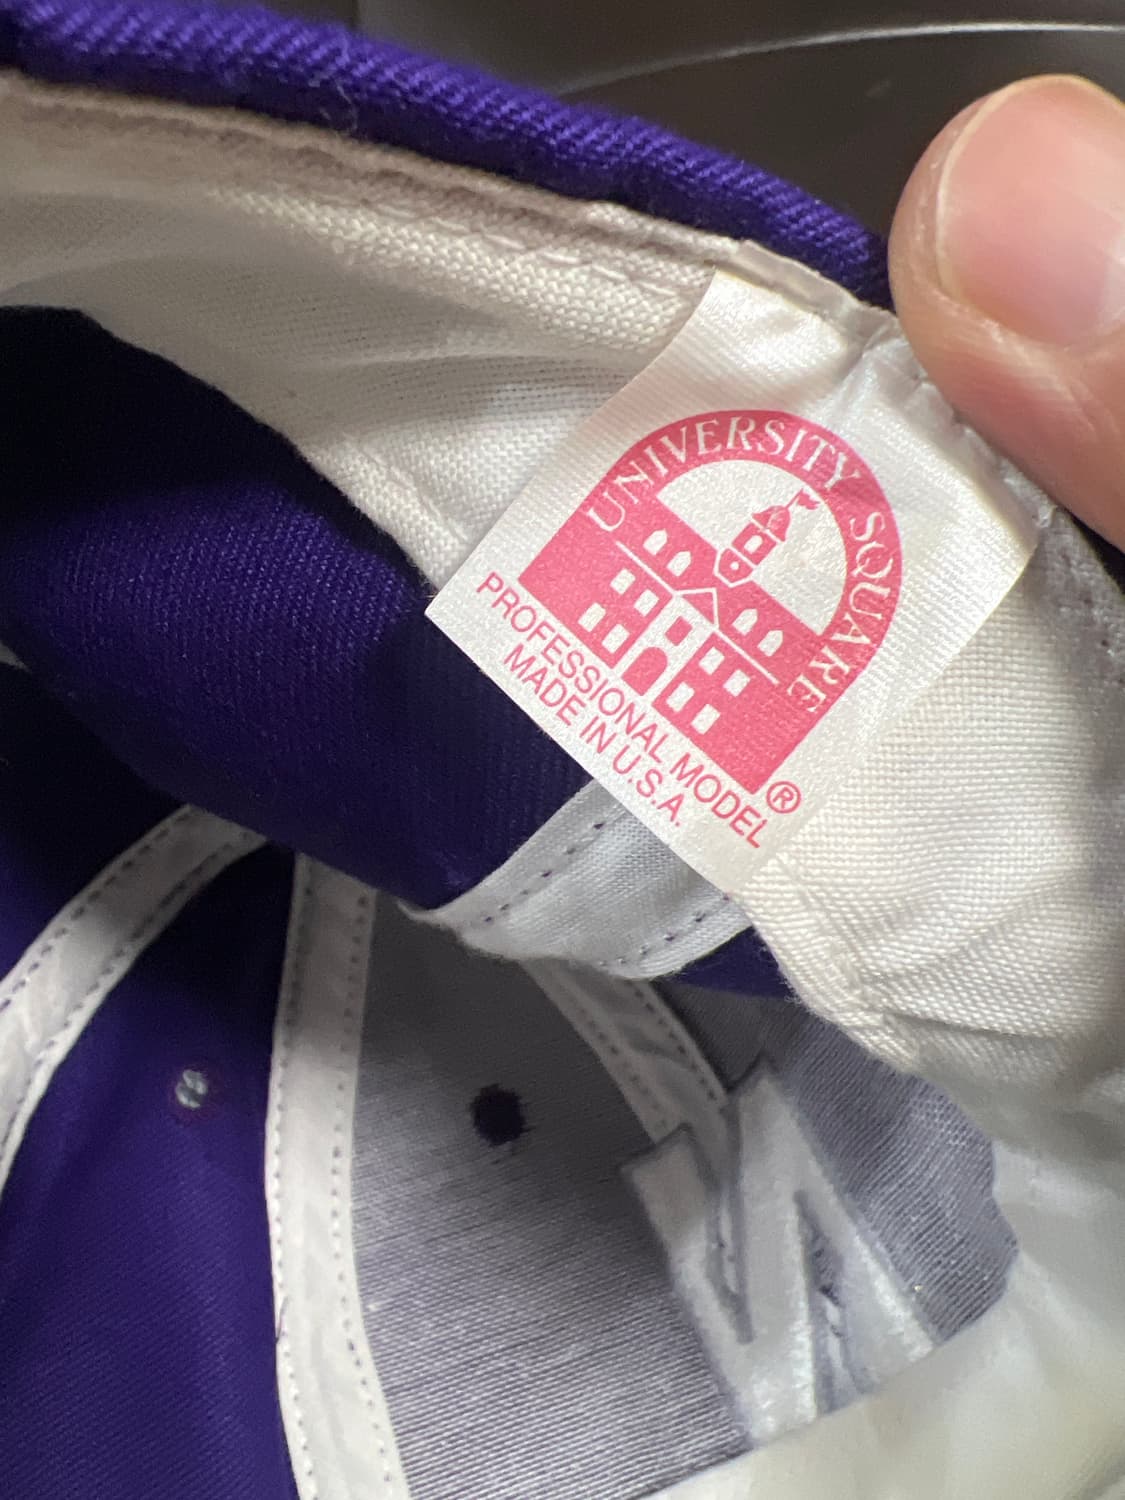 UNIVERSITY SQUARE
®
PROFESSIONAL MODEL
MADE IN U.S.A.